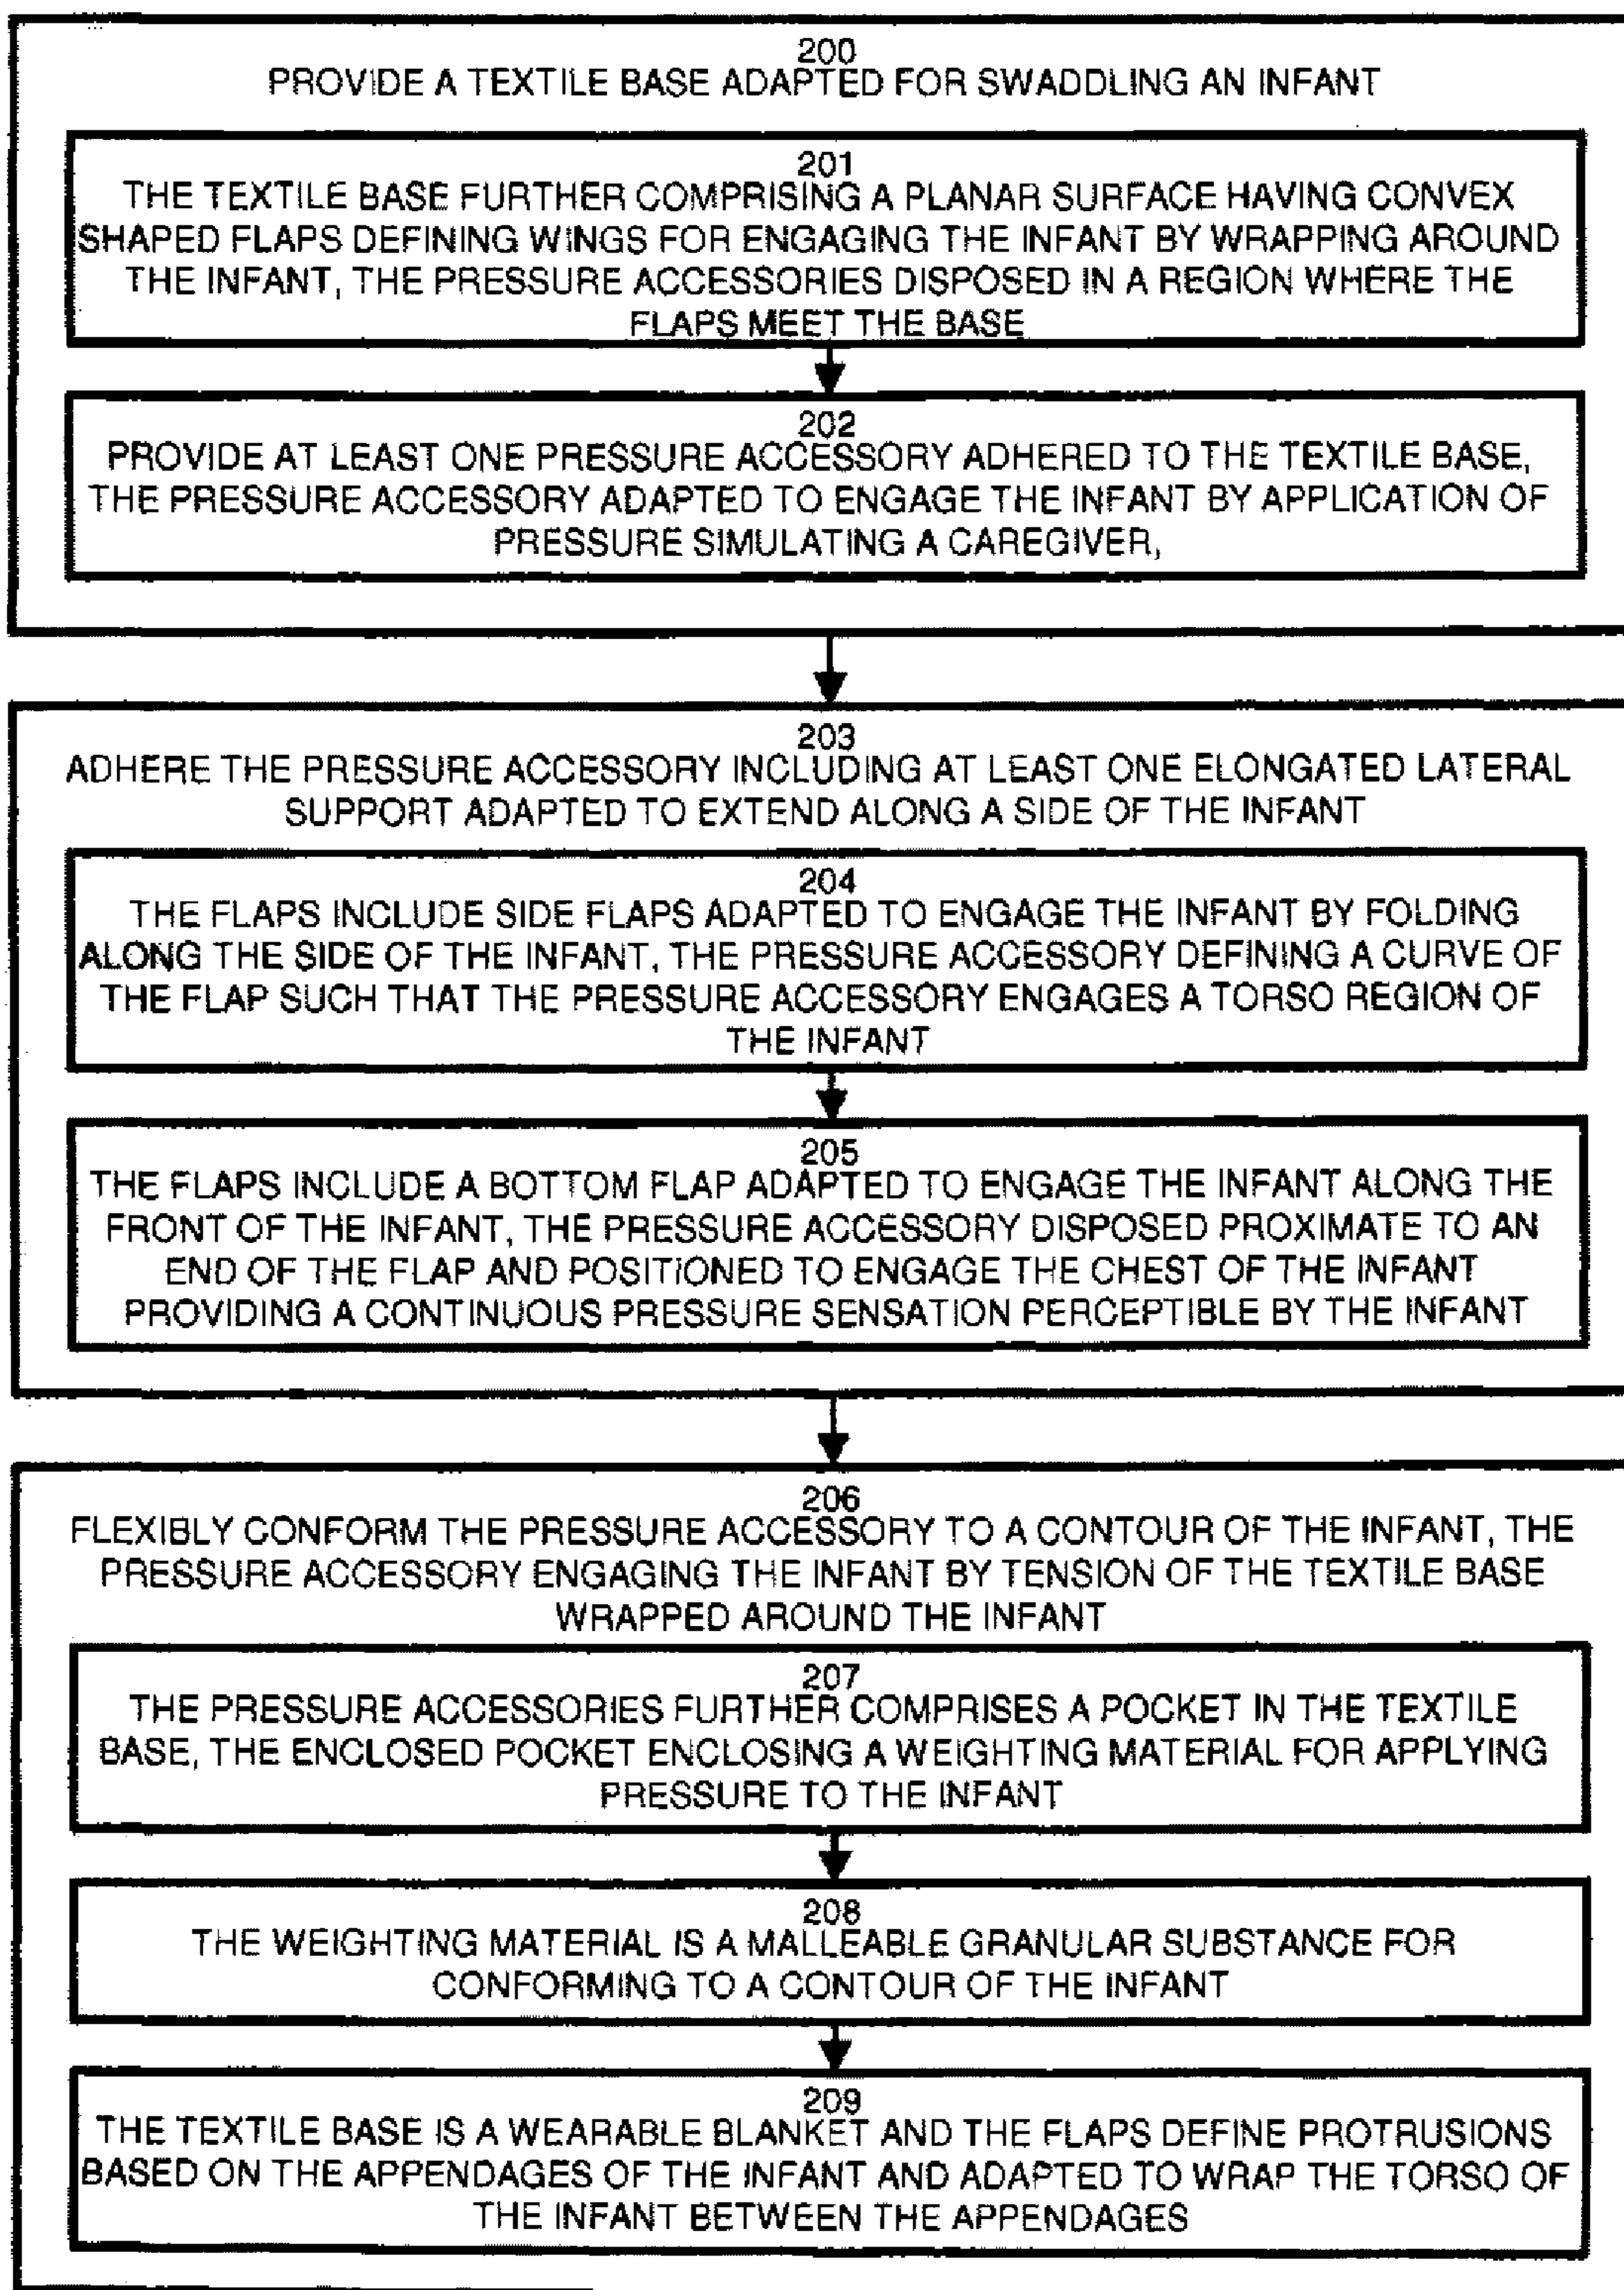 200
PROVIDE A TEXTILE BASE ADAPTED FOR SWADDLING AN INFANT
201
THE TEXTILE BASE FURTHER COMPRISING A PLANAR SURFACE HAVING CONVEX
SHAPED FLAPS DEFINING WINGS FOR ENGAGING THE INFANT BY WRAPPING AROUND
THE INFANT, THE PRESSURE ACCESSORIES DISPOSED IN A REGION WHERE THE
FLAPS MEET THE BASE
202
PROVIDE AT LEAST ONE PRESSURE ACCESSORY ADHERED TO THE TEXTILE BASE,
THE PRESSURE ACCESSORY ADAPTED TO ENGAGE THE INFANT BY APPLICATION OF
PRESSURE SIMULATING A CAREGIVER,
203
ADHERE THE PRESSURE ACCESSORY INCLUDING AT LEAST ONE ELONGATED LATERAL
SUPPORT ADAPTED TO EXTEND ALONG A SIDE OF THE INFANT
204
THE FLAPS INCLUDE SIDE FLAPS ADAPTED TO ENGAGE THE INFANT BY FOLDING
ALONG THE SIDE OF THE INFANT, THE PRESSURE ACCESSORY DEFINING A CURVE OF
THE FLAP SUCH THAT THE PRESSURE ACCESSORY ENGAGES A TORSO REGION OF
THE INFANT
205
THE FLAPS INCLUDE A BOTTOM FLAP ADAPTED TO ENGAGE THE INFANT ALONG THE
FRONT OF THE INFANT, THE PRESSURE ACCESSORY DISPOSED PROXIMATE TO AN
END OF THE FLAP AND POSITIONED TO ENGAGE THE CHEST OF THE INFANT
PROVIDING A CONTINUOUS PRESSURE SENSATION PERCEPTIBLE BY THE INFANT
206
FLEXIBLY CONFORM THE PRESSURE ACCESSORY TO A CONTOUR OF THE INFANT, THE
PRESSURE ACCESSORY ENGAGING THE INFANT BY TENSION OF THE TEXTILE BASE
WRAPPED AROUND THE INFANT
207
THE PRESSURE ACCESSORIES FURTHER COMPRISES A POCKET IN THE TEXTILE
BASE, THE ENCLOSED POCKET ENCLOSING A WEIGHTING MATERIAL FOR APPLYING
PRESSURE TO THE INFANT
208
THE WEIGHTING MATERIAL IS A MALLEABLE GRANULAR SUBSTANCE FOR
CONFORMING TO A CONTOUR OF THE INFANT
209
THE TEXTILE BASE IS A WEARABLE BLANKET AND THE FLAPS DEFINE PROTRUSIONS
BASED ON THE APPENDAGES OF THE INFANT AND ADAPTED TO WRAP THE TORSO OF
THE INFANT BETWEEN THE APPENDAGES